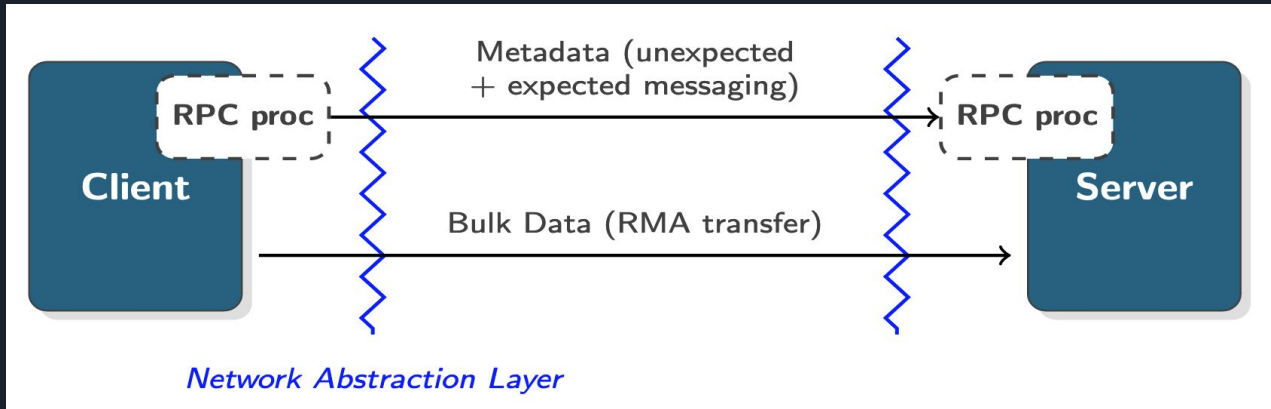 Metadata (unexpected
+ expected messaging)
RPC proc
RPC proc
Client
Server
Bulk Data (RMA transfer)
Network Abstraction Layer